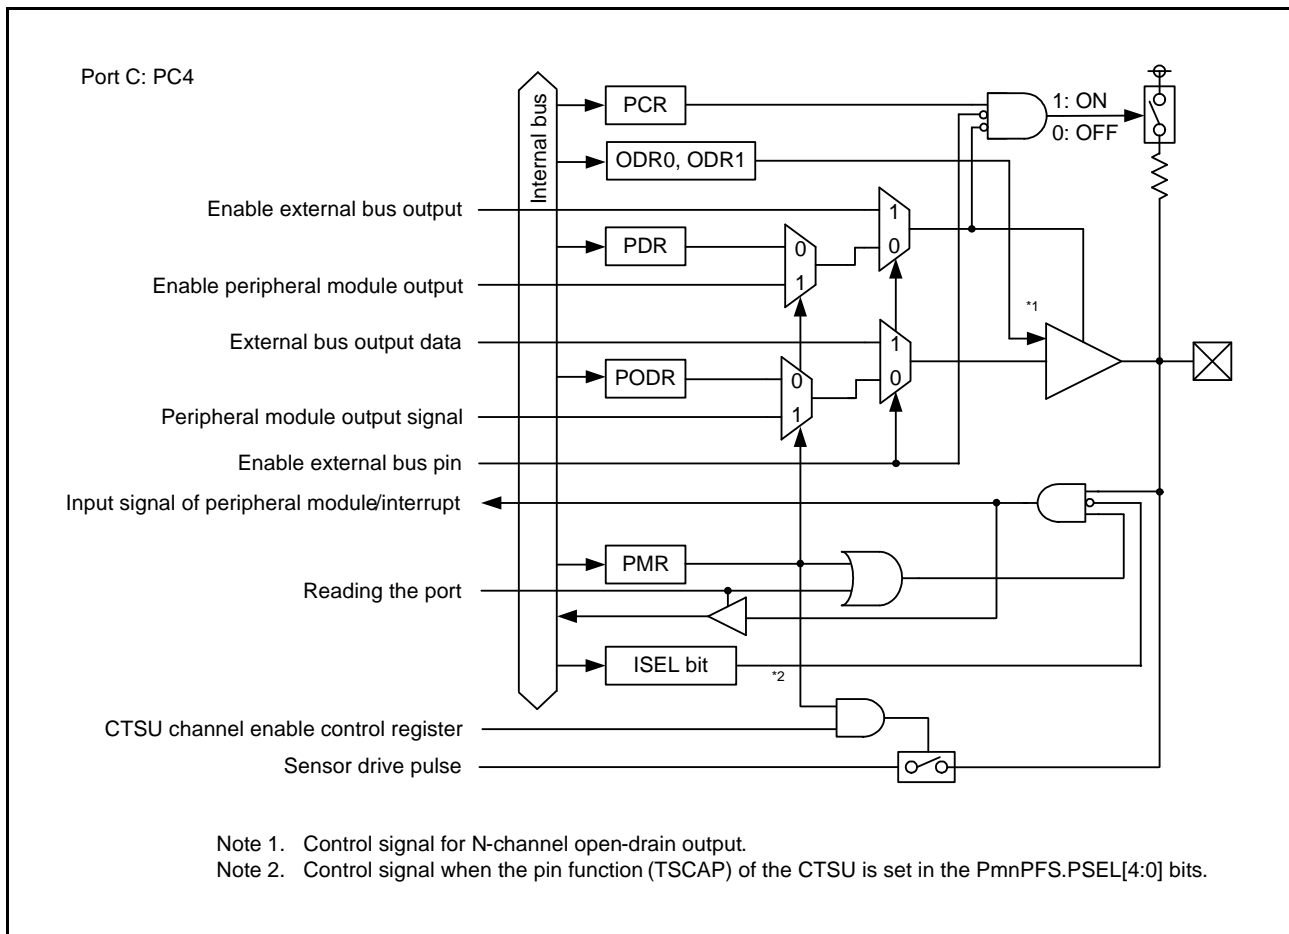 Port C: PC4
Internal bus
PCR
1: ON
0: OFF
ODR0, ODR1
Enable external bus output
1
0
PDR
0
1
Enable peripheral module output
*1
External bus output data
1
0
PODR
0
1
Peripheral module output signal
Enable external bus pin
Input signal of peripheral module/interrupt
PMR
Reading the port
ISEL bit
*2
CTSU channel enable control register
Sensor drive pulse
Note 1. Control signal for N-channel open-drain output.
Note 2. Control signal when the pin function (TSCAP) of the CTSU is set in the PmnPFS.PSEL[4:0] bits.